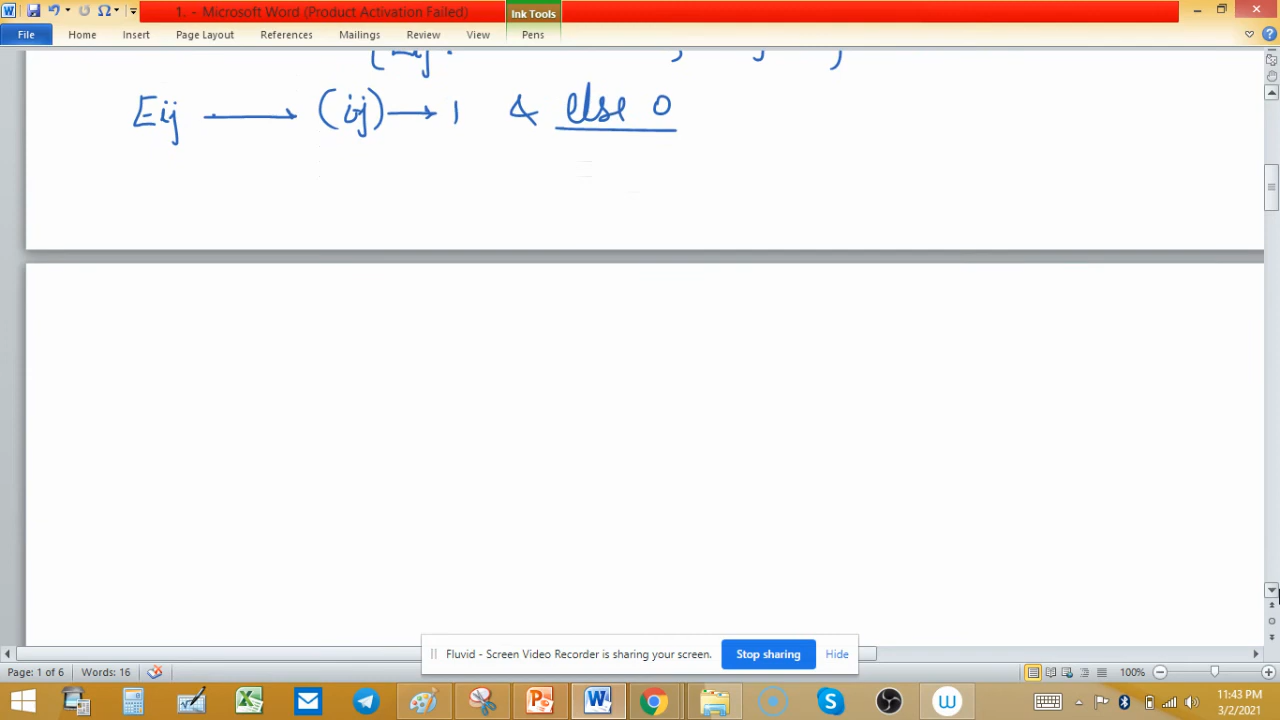 1. - Microsoft Word (Product Activation Failed)
Ink Tools
File Home Insert Page Layout References Mailings Review View Pens
Eij → (ij) → 1 & else 0
Fluvid - Screen Video Recorder is sharing your screen. Stop sharing Hide
Page: 1 of 6 Words: 16 100%
11:43 PM
3/2/2021